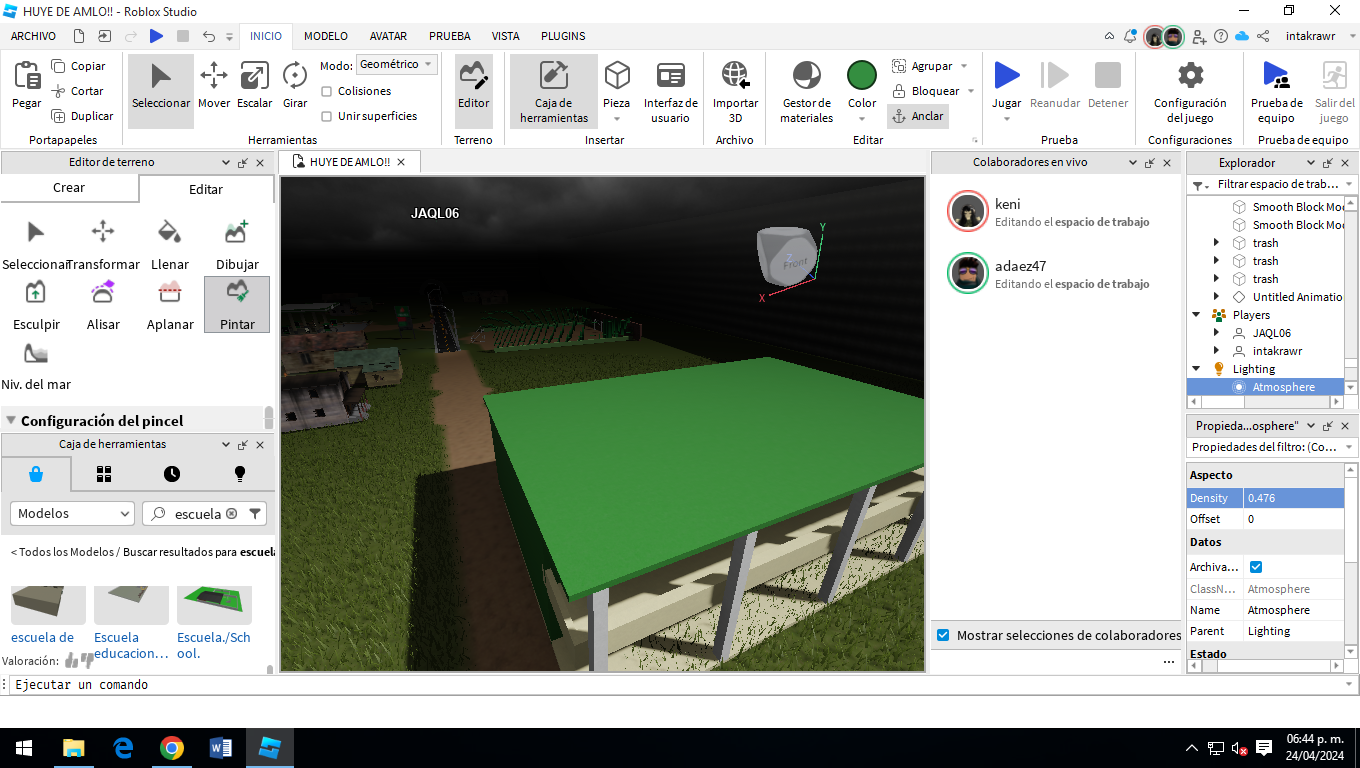 HUYE DE AMLO!! - Roblox Studio
ARCHIVO INICIO MODELO AVATAR PRUEBA VISTA PLUGINS intakrawr
Pegar
Copiar
Cortar
Duplicar
Portapapeles
Seleccionar Mover Escalar Girar
Modo: Geométrico
Colisiones
Unir superficies
Herramientas
Editor
Terreno
Caja de herramientas
Pieza
Interfaz de usuario
Insertar
Importar 3D
Archivo
Gestor de materiales
Color
Agrupar
Bloquear
Anclar
Editar
Jugar Reanudar Detener
Prueba
Configuración del juego
Configuraciones
Prueba de equipo
Salir del juego
Prueba de equipo
Editor de terreno
Crear Editar
Seleccionar Transformar Llenar Dibujar
Esculpir Alisar Aplanar Pintar
Niv. del mar
Configuración del pincel
Caja de herramientas
Modelos
escuela
< Todos los Modelos / Buscar resultados para escuela
escuela de
Escuela educacion...
Escuela./School.
Valoración:
HUYE DE AMLO!!
JAQL06
Front
X
Y
Z
Colaboradores en vivo
keni
Editando el espacio de trabajo
adaez47
Editando el espacio de trabajo
Mostrar selecciones de colaboradores
...
Explorador
Filtrar espacio de trab...
Smooth Block Mod
Smooth Block Mod
trash
trash
trash
Untitled Animatio
Players
JAQL06
intakrawr
Lighting
Atmosphere
Propieda...osphere"
Propiedades del filtro: (Co...
Aspecto
Density 0.476
Offset 0
Datos
Archiva...
ClassN... Atmosphere
Name Atmosphere
Parent Lighting
Estado
Ejecutar un comando
06:44 p. m.
24/04/2024